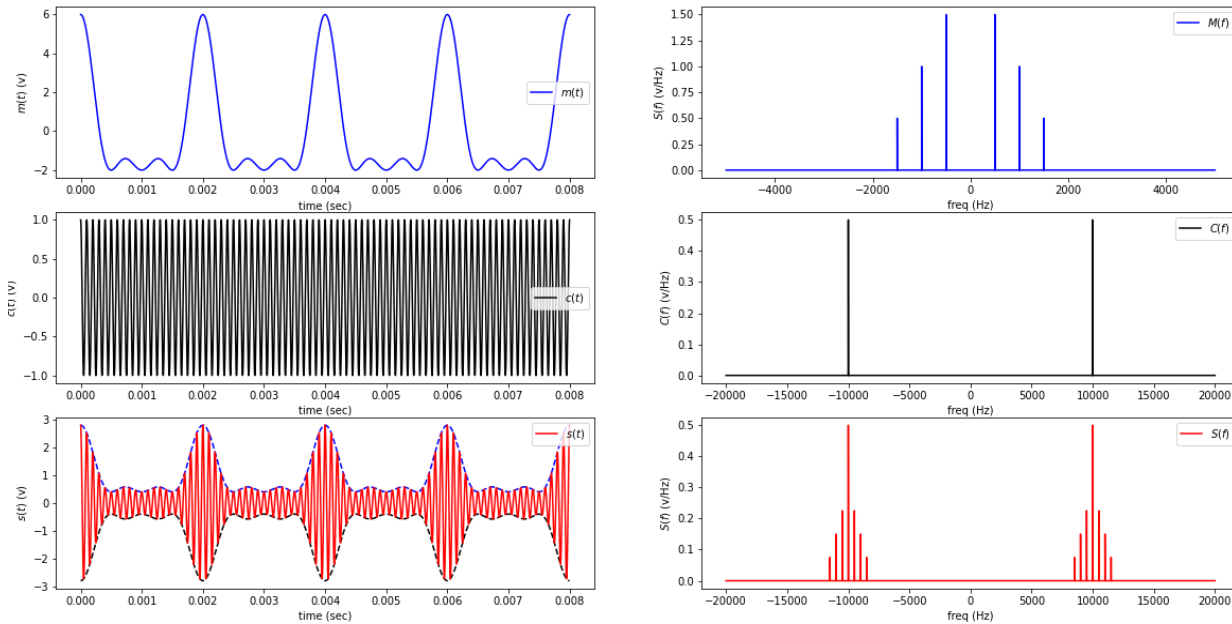 6
4
2
0
−2
m(t) (v)
m(t)
0.000 0.001 0.002 0.003 0.004 0.005 0.006 0.007 0.008
time (sec)
1.50
1.25
1.00
0.75
0.50
0.25
0.00
S(f) (v/Hz)
M(f)
−4000 −2000 0 2000 4000
freq (Hz)
1.0
0.5
0.0
−0.5
−1.0
c(t) (v)
c(t)
0.000 0.001 0.002 0.003 0.004 0.005 0.006 0.007 0.008
time (sec)
0.5
0.4
0.3
0.2
0.1
0.0
C(f) (v/Hz)
C(f)
−20000 −15000 −10000 −5000 0 5000 10000 15000 20000
freq (Hz)
3
2
1
0
−1
−2
−3
s(t) (v)
s(t)
0.000 0.001 0.002 0.003 0.004 0.005 0.006 0.007 0.008
time (sec)
0.5
0.4
0.3
0.2
0.1
0.0
S(f) (v/Hz)
S(f)
−20000 −15000 −10000 −5000 0 5000 10000 15000 20000
freq (Hz)